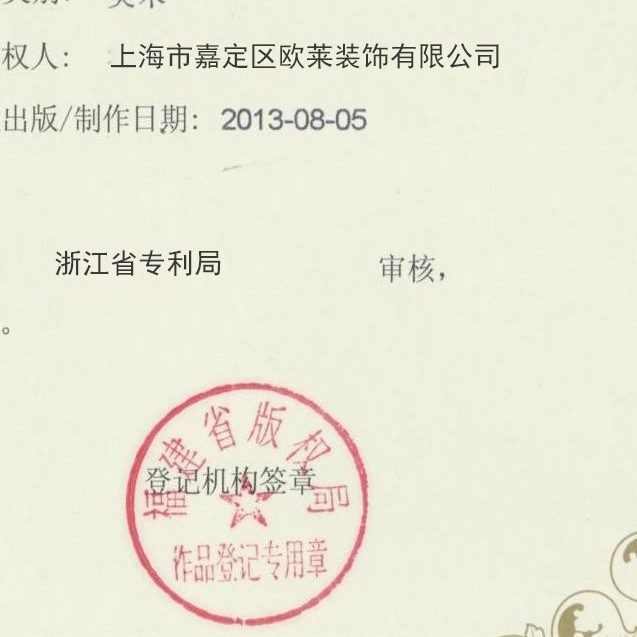 权人: 上海市嘉定区欧莱装饰有限公司
出版/制作日期: 2013-08-05
浙江省专利局 审核,
。
福建省版权局
登记机构签章
作品登记专用章